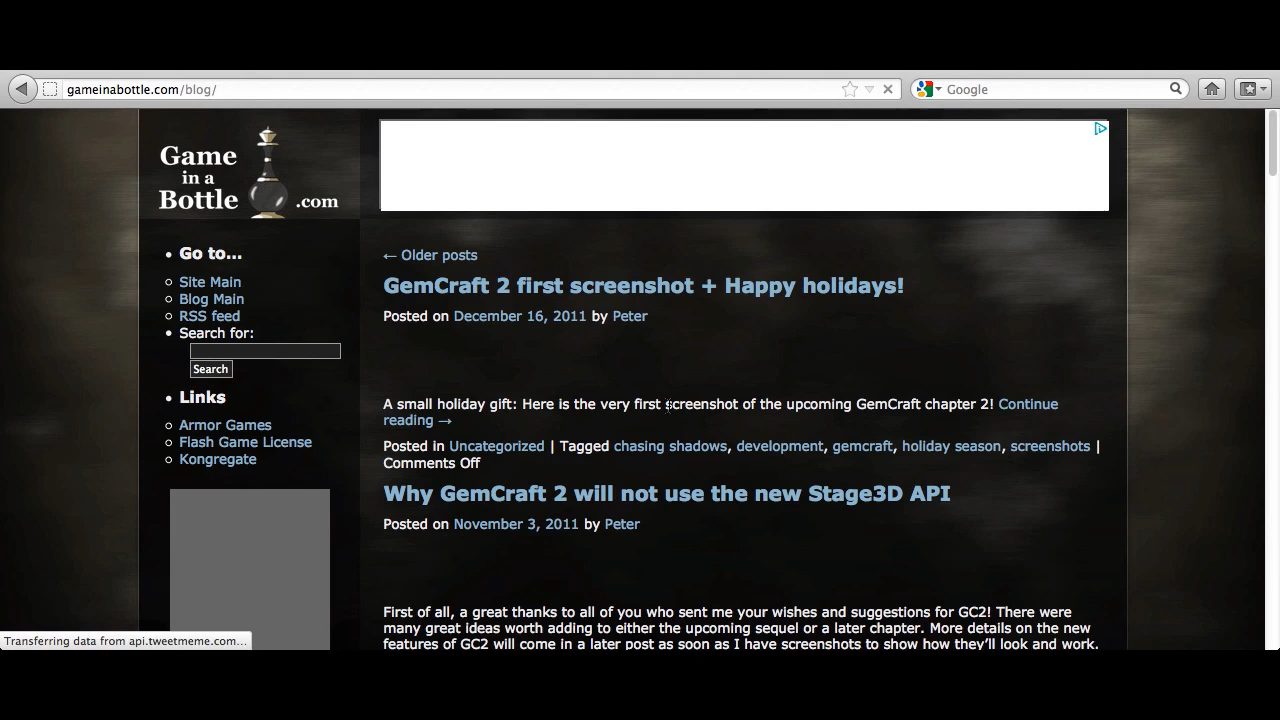 gameinabottle.com/blog/
Google
Game
in a
Bottle
.com
Go to...
Site Main
Blog Main
RSS feed
Search for:
Search
Links
Armor Games
Flash Game License
Kongregate
← Older posts
GemCraft 2 first screenshot + Happy holidays!
Posted on December 16, 2011 by Peter
A small holiday gift: Here is the very first screenshot of the upcoming GemCraft chapter 2! Continue
reading →
Posted in Uncategorized | Tagged chasing shadows, development, gemcraft, holiday season, screenshots |
Comments Off
Why GemCraft 2 will not use the new Stage3D API
Posted on November 3, 2011 by Peter
First of all, a great thanks to all of you who sent me your wishes and suggestions for GC2! There were
many great ideas worth adding to either the upcoming sequel or a later chapter. More details on the new
features of GC2 will come in a later post as soon as I have screenshots to show how they'll look and work.
Transferring data from api.tweetmeme.com...